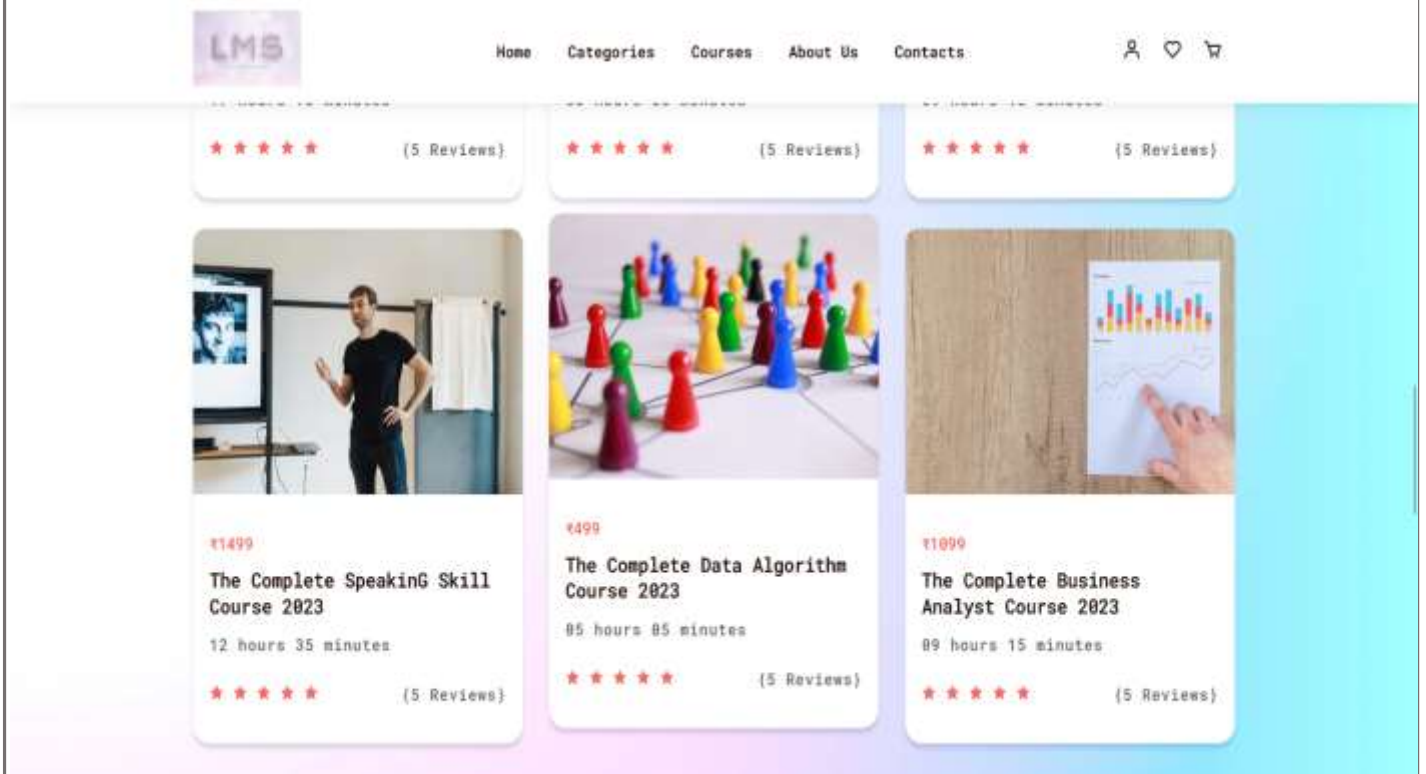 LMS
Home Categories Courses About Us Contacts
{5 Reviews} {5 Reviews} {5 Reviews}
₹1499
The Complete SpeakinG Skill
Course 2023
12 hours 35 minutes
{5 Reviews}
₹499
The Complete Data Algorithm
Course 2023
05 hours 05 minutes
{5 Reviews}
₹1099
The Complete Business
Analyst Course 2023
09 hours 15 minutes
{5 Reviews}